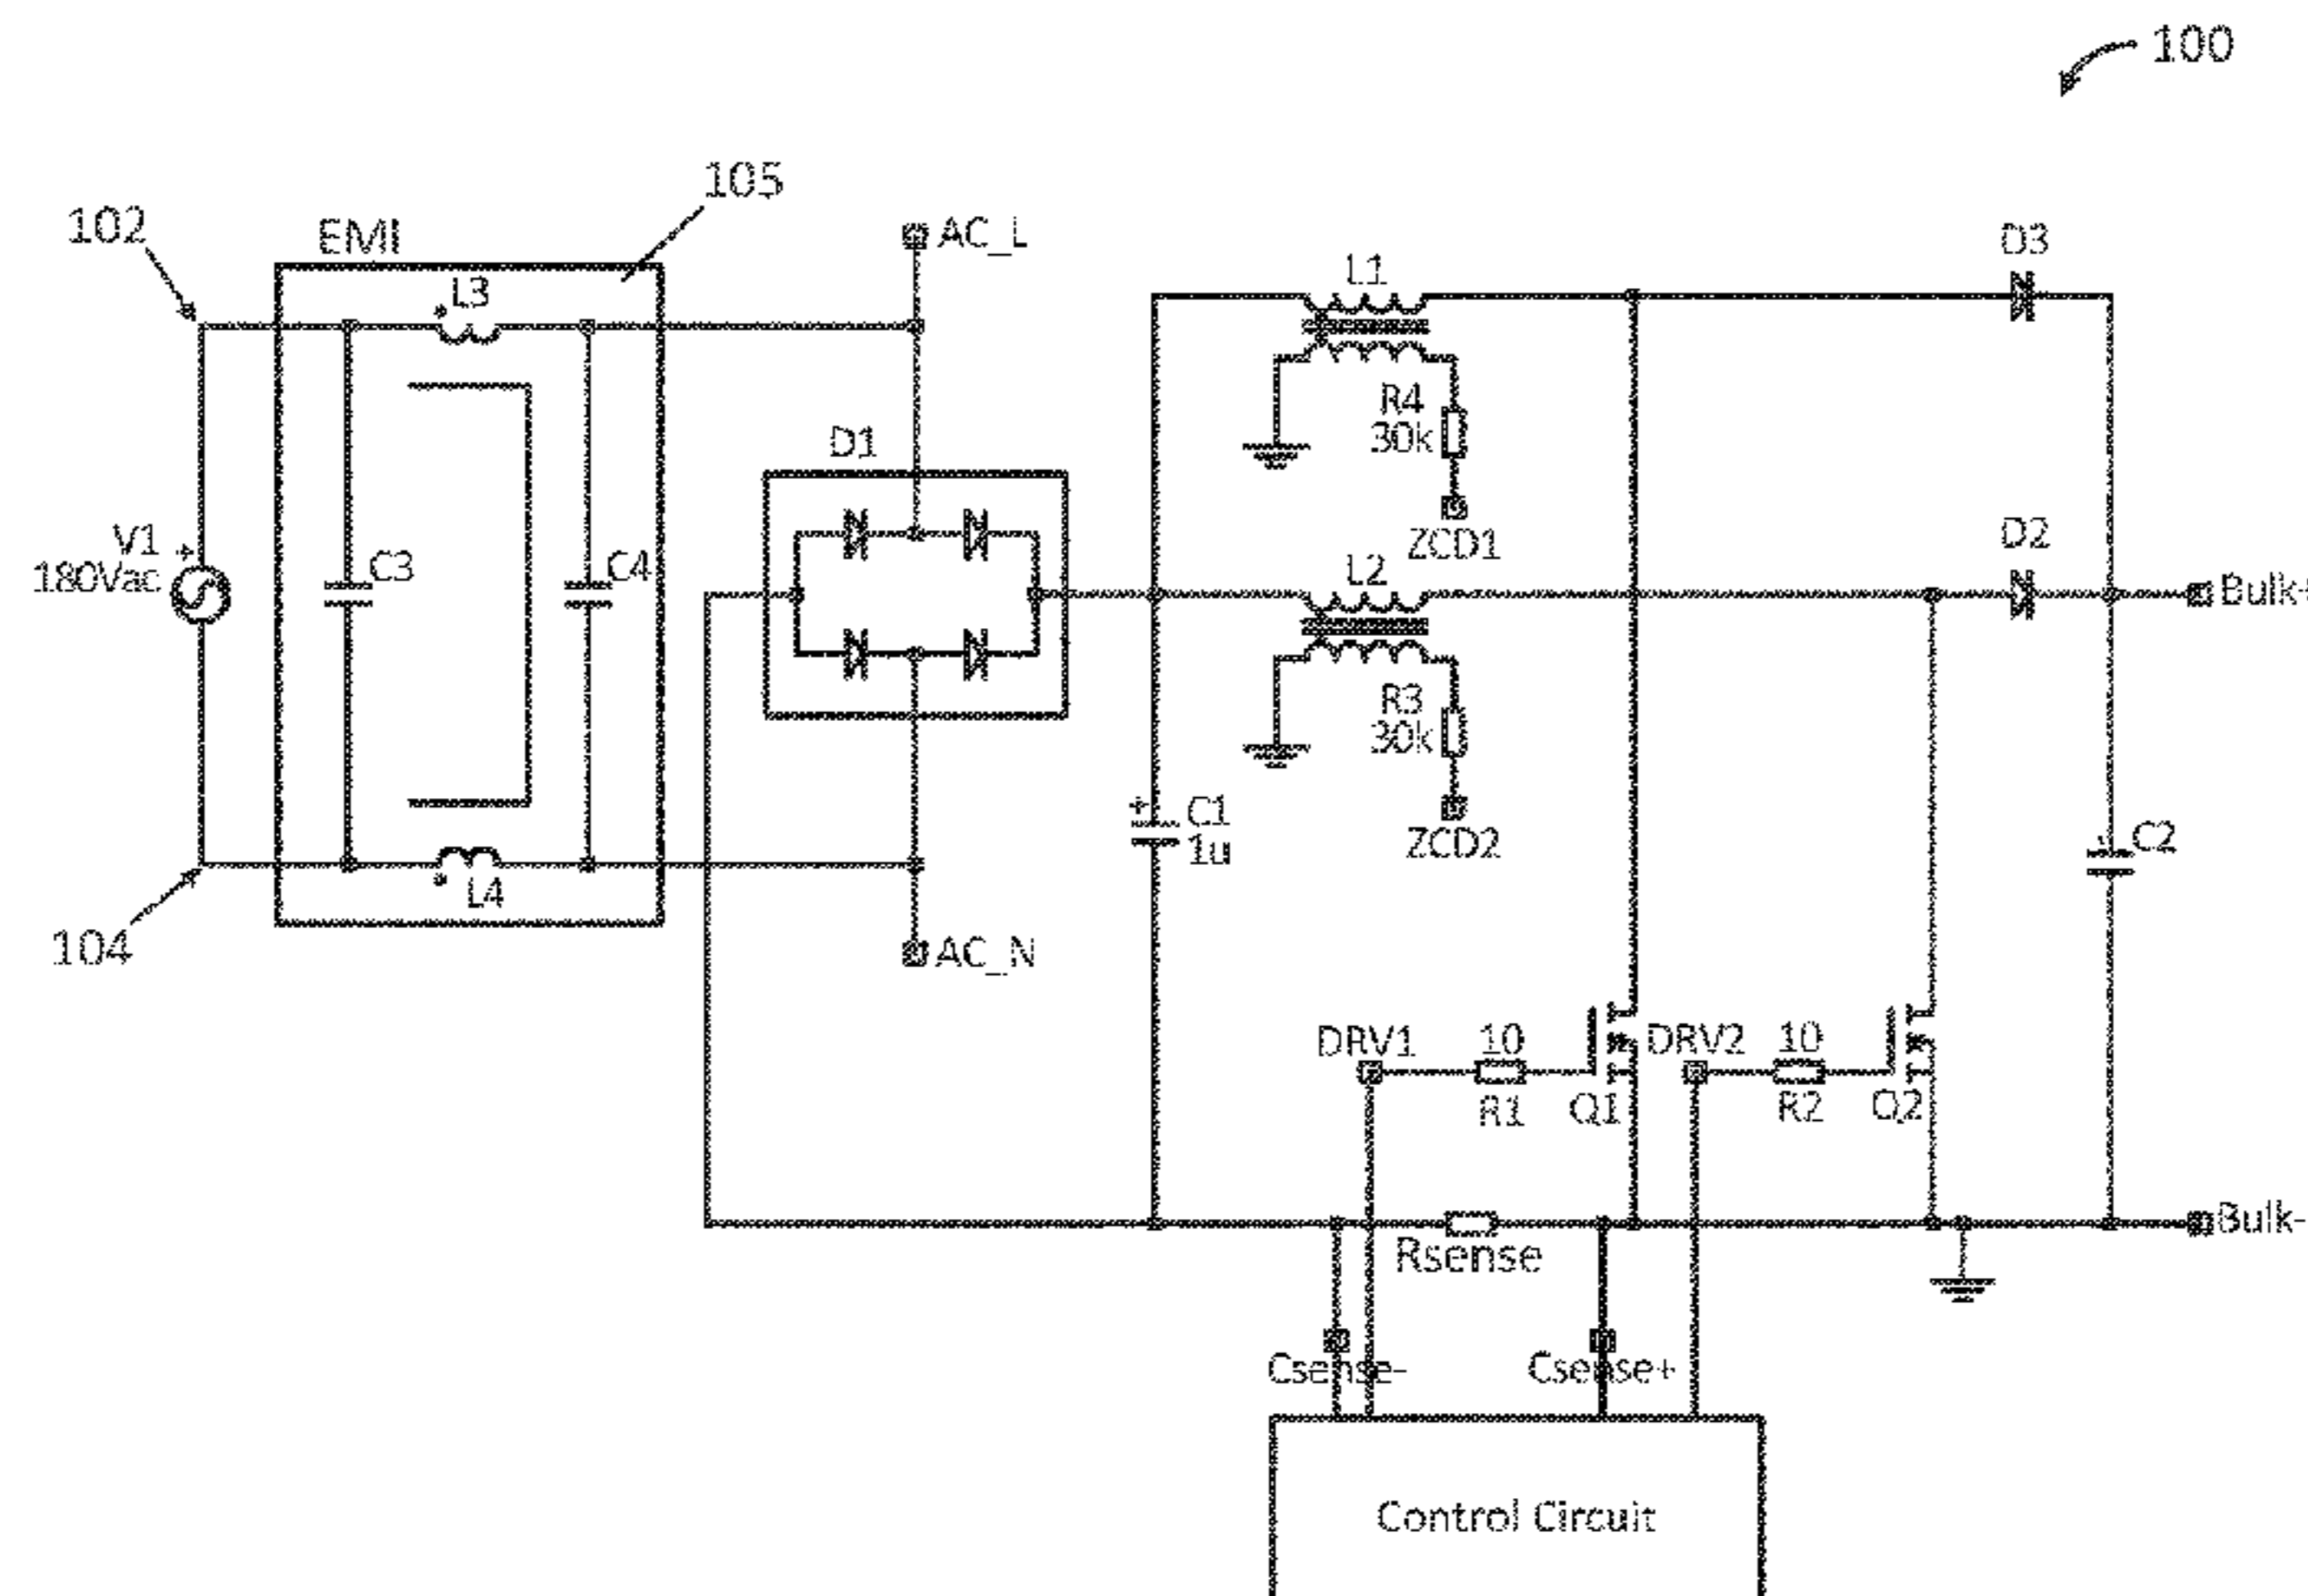 100
105
102
EMI
L3
AC_L
L1
D3
R4
30k
D1
ZCD1
V1
180Vac
C3
C4
L2
D2
Bulk+
R3
30k
C1
1u
ZCD2
C2
L4
104
AC_N
DRV1
10
R1
Q1
DRV2
10
R2
Q2
Rsense
Bulk-
Csense-
Csense+
Control Circuit